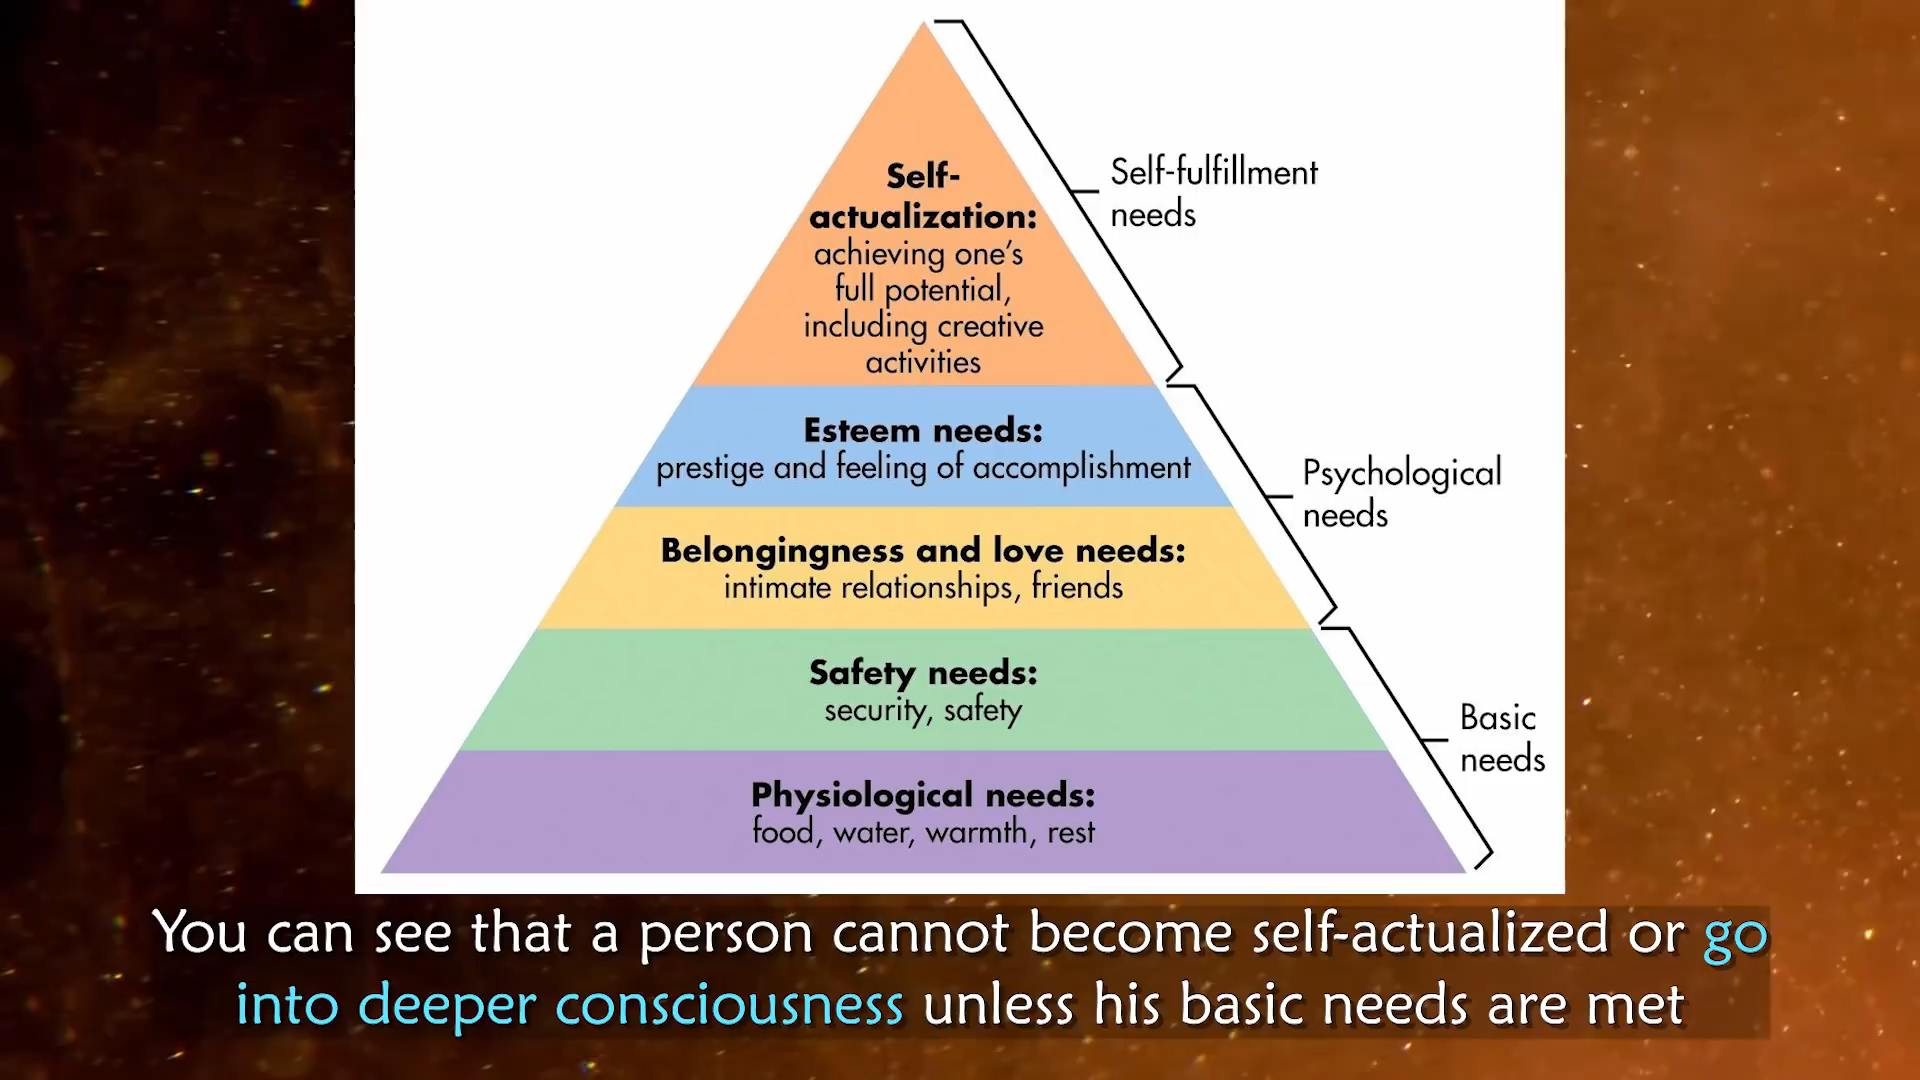 Self-
actualization:
achieving one's
full potential,
including creative
activities
Self-fulfillment
needs
Esteem needs:
prestige and feeling of accomplishment
Psychological
needs
Belongingness and love needs:
intimate relationships, friends
Safety needs:
security, safety
Basic
needs
Physiological needs:
food, water, warmth, rest
You can see that a person cannot become self-actualized or go
into deeper consciousness unless his basic needs are met